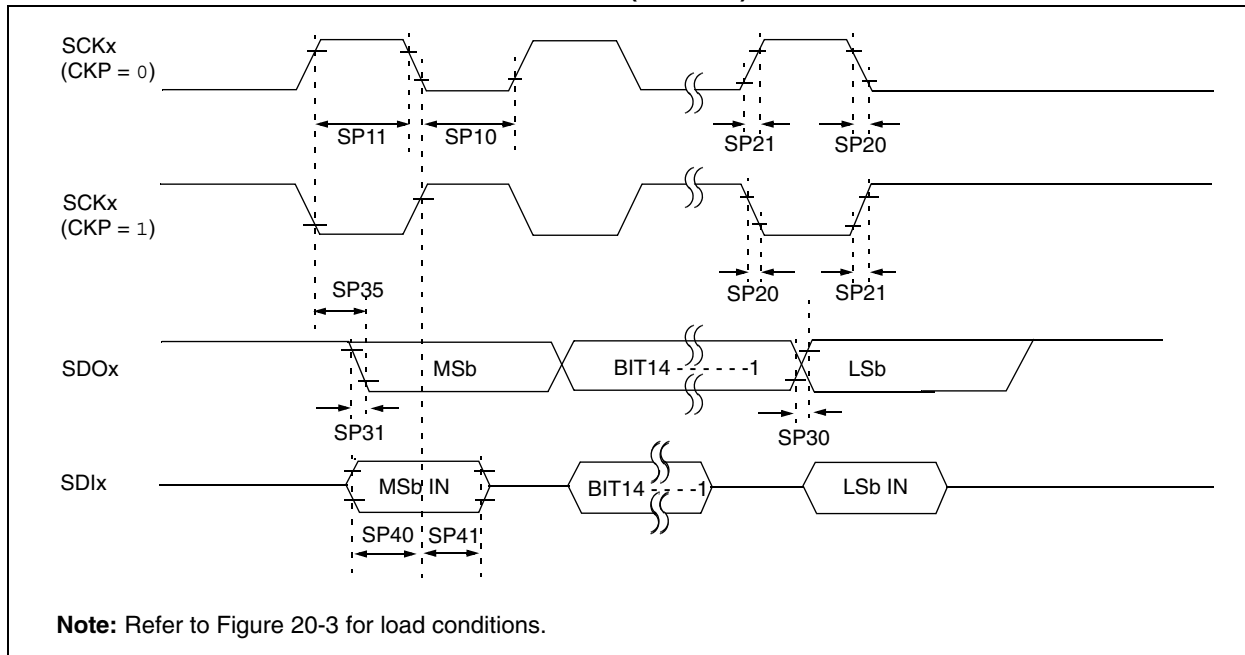 SCKx
(CKP = 0)
SP11
SP10
SP21
SP20
SCKx
(CKP = 1)
SP35
SP20
SP21
SDOx
MSb
BIT14 - - - - - -1
LSb
SP31
SP30
SDIx
MSb IN
BIT14 - - - -1
LSb IN
SP40
SP41
Note: Refer to Figure 20-3 for load conditions.